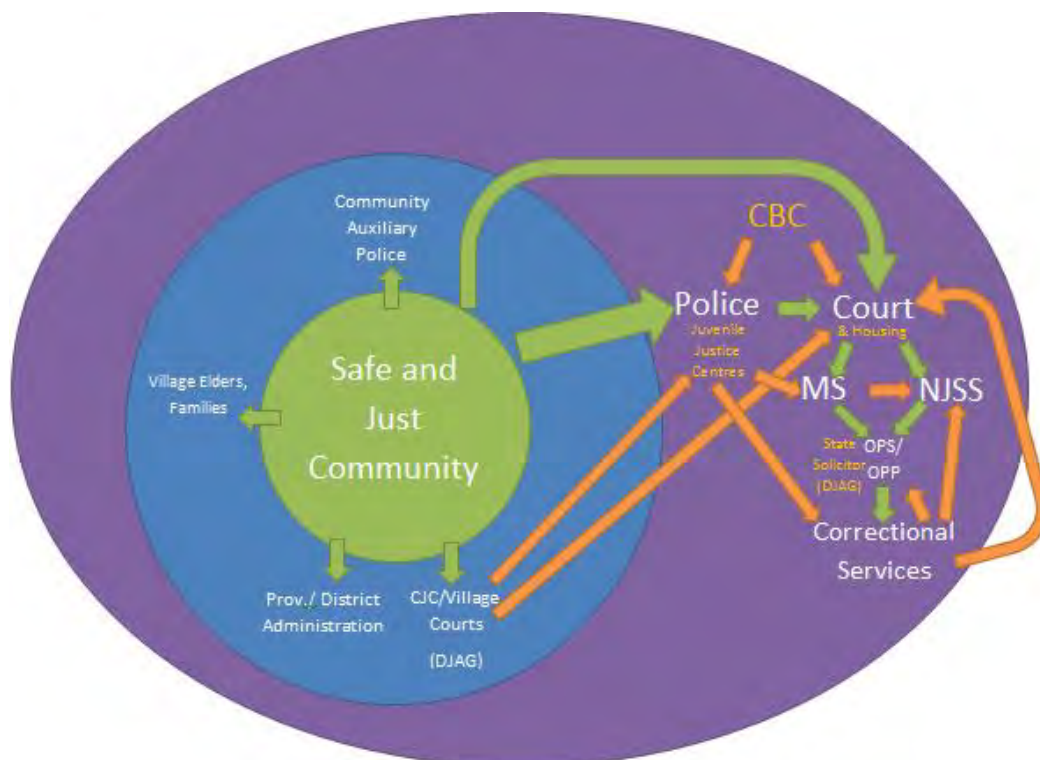 Community
Auxiliary
Police
Village Elders,
Families
Safe and
Just
Community
Prov./ District
Administration
CJC/Village
Courts
(DJAG)
CBC
Police
Juvenile
Justice
Centres
Court
& Housing
MS
NJSS
State
Solicitor
(DJAG)
OPS/
OPP
Correctional
Services